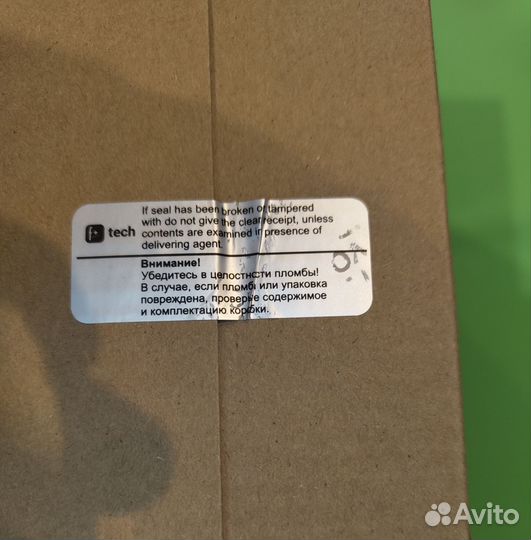 If seal has been broken or tampered
with do not give the clear receipt, unless
contents are examined in presence of
delivering agent.
f+ tech
Внимание!
Убедитесь в целостности пломбы!
В случае, если пломба или упаковка
повреждена, проверьте содержимое
и комплектацию коробки.
Avito